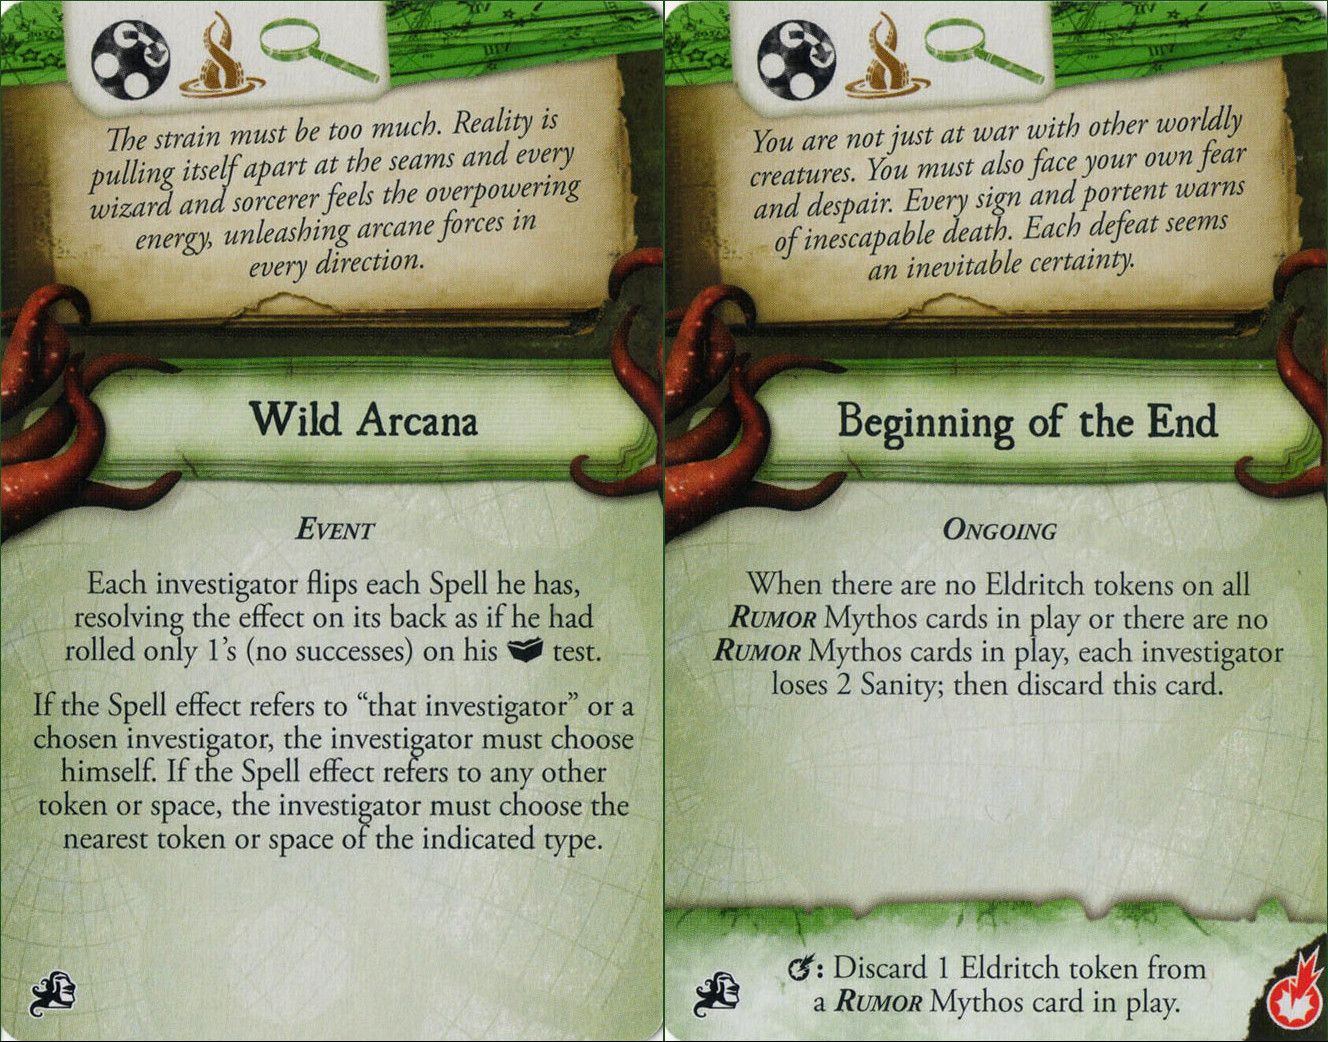 The strain must be too much. Reality is
pulling itself apart at the seams and every
wizard and sorcerer feels the overpowering
energy, unleashing arcane forces in
every direction.
Wild Arcana
EVENT
Each investigator flips each Spell he has,
resolving the effect on its back as if he had
rolled only 1's (no successes) on his test.
If the Spell effect refers to “that investigator” or a
chosen investigator, the investigator must choose
himself. If the Spell effect refers to any other
token or space, the investigator must choose the
nearest token or space of the indicated type.
You are not just at war with other worldly
creatures. You must also face your own fear
and despair. Every sign and portent warns
of inescapable death. Each defeat seems
an inevitable certainty.
Beginning of the End
ONGOING
When there are no Eldritch tokens on all
RUMOR Mythos cards in play or there are no
RUMOR Mythos cards in play, each investigator
loses 2 Sanity; then discard this card.
: Discard 1 Eldritch token from
a RUMOR Mythos card in play.